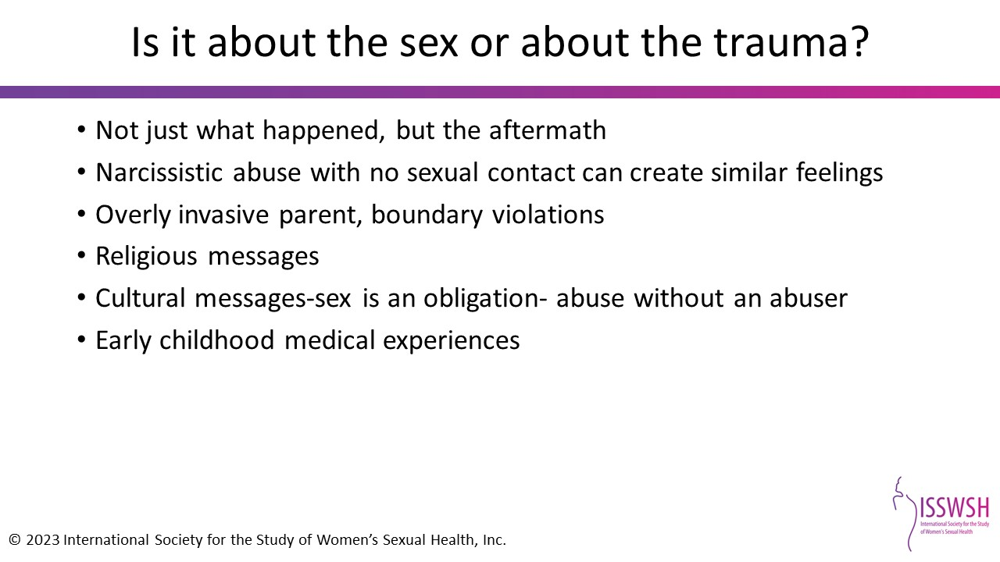 Is it about the sex or about the trauma?
• Not just what happened, but the aftermath
• Narcissistic abuse with no sexual contact can create similar feelings
• Overly invasive parent, boundary violations
• Religious messages
• Cultural messages-sex is an obligation- abuse without an abuser
• Early childhood medical experiences
ISSWSH
International Society for the Study
of Women's Sexual Health
© 2023 International Society for the Study of Women’s Sexual Health, Inc.